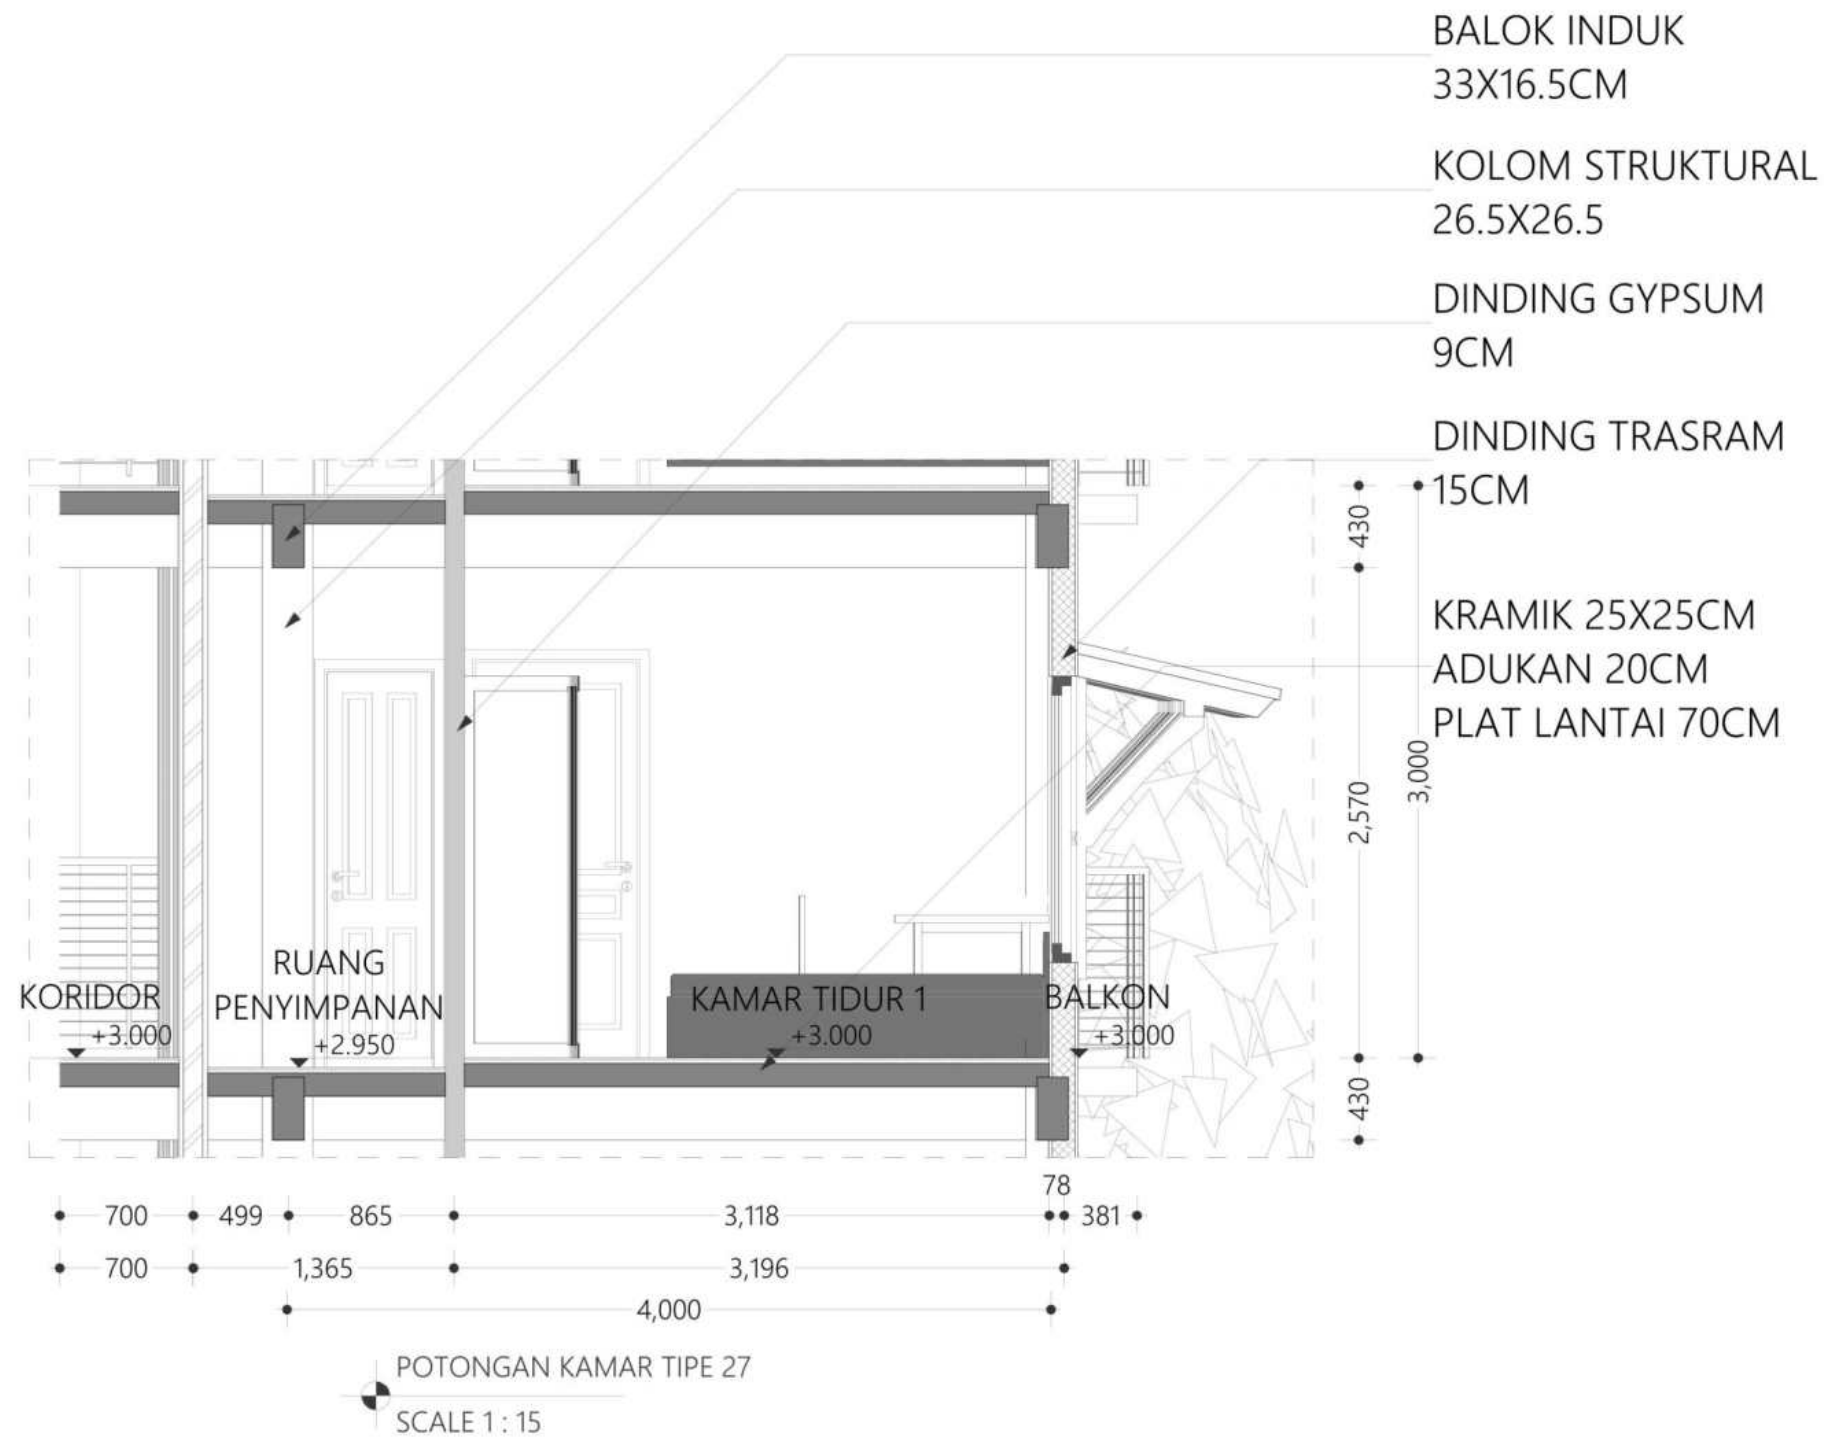 BALOK INDUK
33X16.5CM
KOLOM STRUKTURAL
26.5X26.5
DINDING GYPSUM
9CM
DINDING TRASRAM
15CM
KRAMIK 25X25CM
ADUKAN 20CM
PLAT LANTAI 70CM
430
2,570
3,000
430
KORIDOR
+3.000
RUANG
PENYIMPANAN
+2.950
KAMAR TIDUR 1
+3.000
BALKON
+3.000
78
700
499
865
3,118
381
700
1,365
3,196
4,000
POTONGAN KAMAR TIPE 27
SCALE 1 : 15